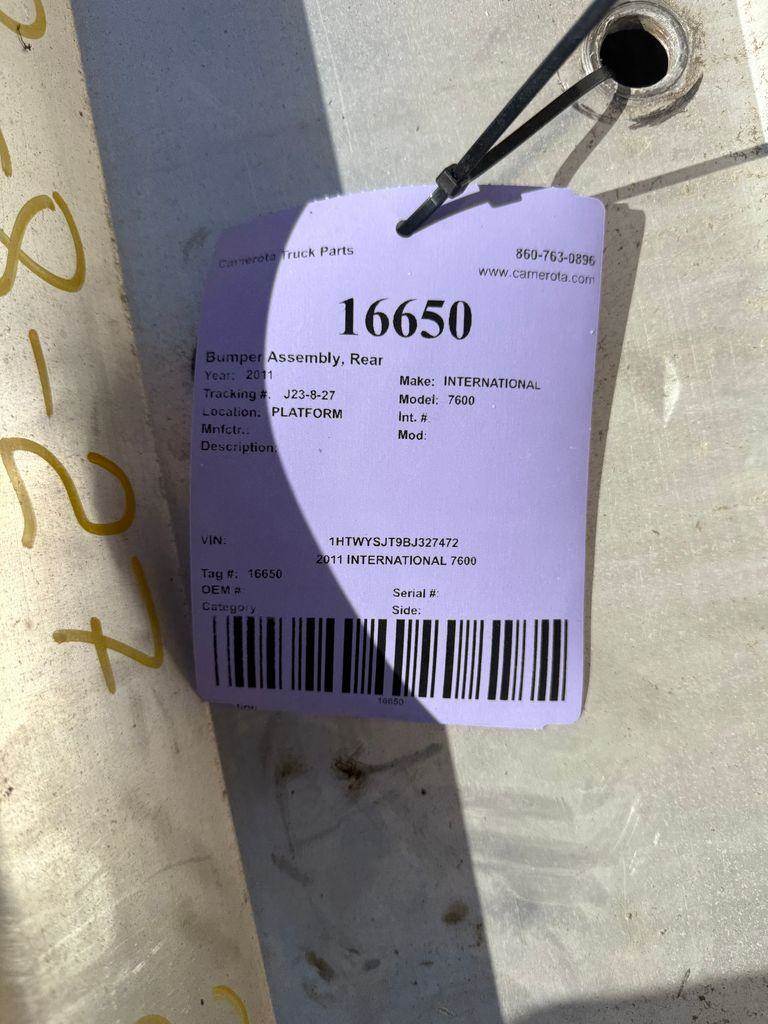 Camerota Truck Parts 860-763-0896
www.camerota.com
16650
Bumper Assembly, Rear
Year: 2011 Make: INTERNATIONAL
Tracking #: J23-8-27 Model: 7600
Location: PLATFORM Int. #:
Mnfctr.: Mod:
Description:
VIN: 1HTWYSJT9BJ327472
2011 INTERNATIONAL 7600
Tag #: 16650
OEM #: Serial #:
Category Side:
16650
8-27